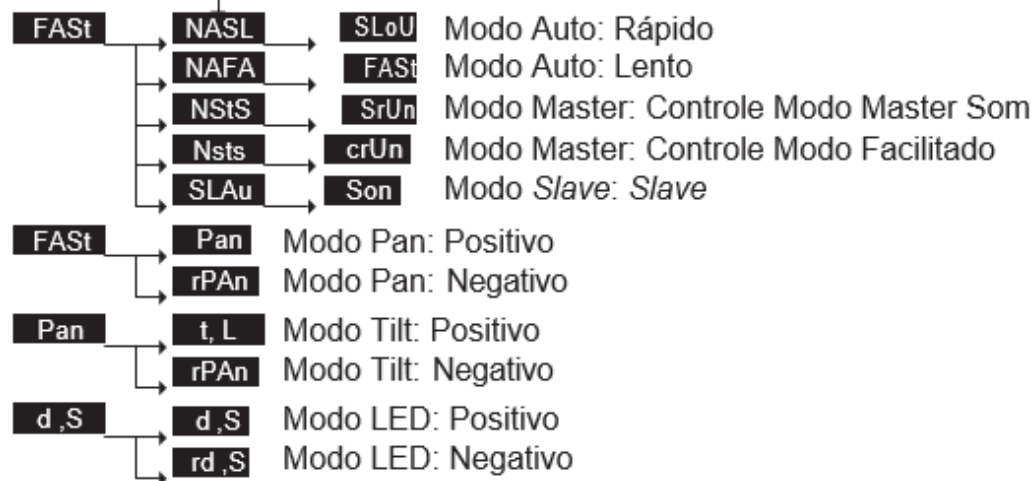 FASt NASL SLoU Modo Auto: Rápido
NAFA FASt Modo Auto: Lento
NStS SrUn Modo Master: Controle Modo Master Som
Nsts crUn Modo Master: Controle Modo Facilitado
SLAu Son Modo Slave: Slave
FASt Pan Modo Pan: Positivo
rPAn Modo Pan: Negativo
Pan t, L Modo Tilt: Positivo
rPAn Modo Tilt: Negativo
d ,S d ,S Modo LED: Positivo
rd ,S Modo LED: Negativo